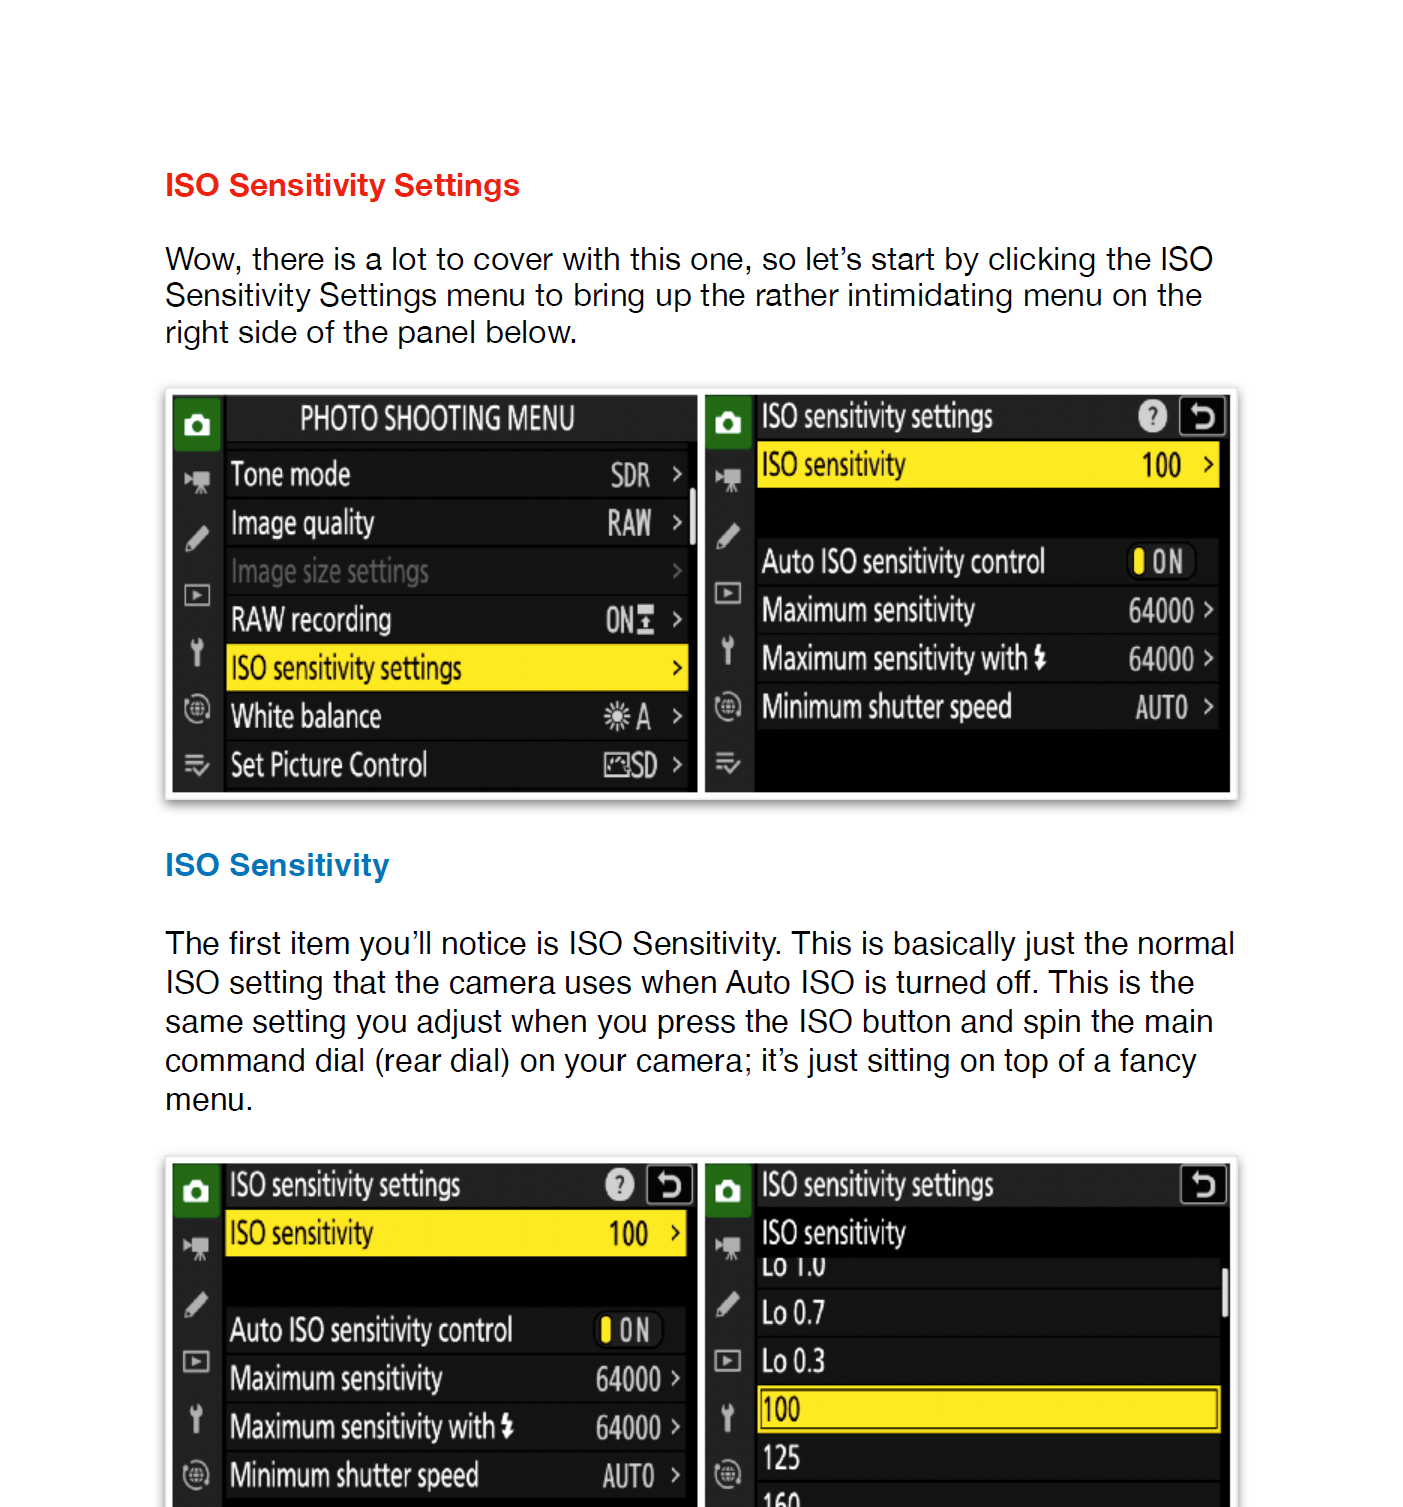 ISO Sensitivity Settings
Wow, there is a lot to cover with this one, so let’s start by clicking the ISO
Sensitivity Settings menu to bring up the rather intimidating menu on the
right side of the panel below.
PHOTO SHOOTING MENU
Tone mode SDR >
Image quality RAW >
Image size settings >
RAW recording ON >
ISO sensitivity settings >
White balance A >
Set Picture Control SD >
ISO sensitivity settings ?
ISO sensitivity 100 >
Auto ISO sensitivity control ON
Maximum sensitivity 64000 >
Maximum sensitivity with 64000 >
Minimum shutter speed AUTO >
ISO Sensitivity
The first item you’ll notice is ISO Sensitivity. This is basically just the normal
ISO setting that the camera uses when Auto ISO is turned off. This is the
same setting you adjust when you press the ISO button and spin the main
command dial (rear dial) on your camera; it’s just sitting on top of a fancy
menu.
ISO sensitivity settings ?
ISO sensitivity 100 >
Auto ISO sensitivity control ON
Maximum sensitivity 64000 >
Maximum sensitivity with 64000 >
Minimum shutter speed AUTO >
ISO sensitivity settings
ISO sensitivity
Lo 1.0
Lo 0.7
Lo 0.3
100
125
160